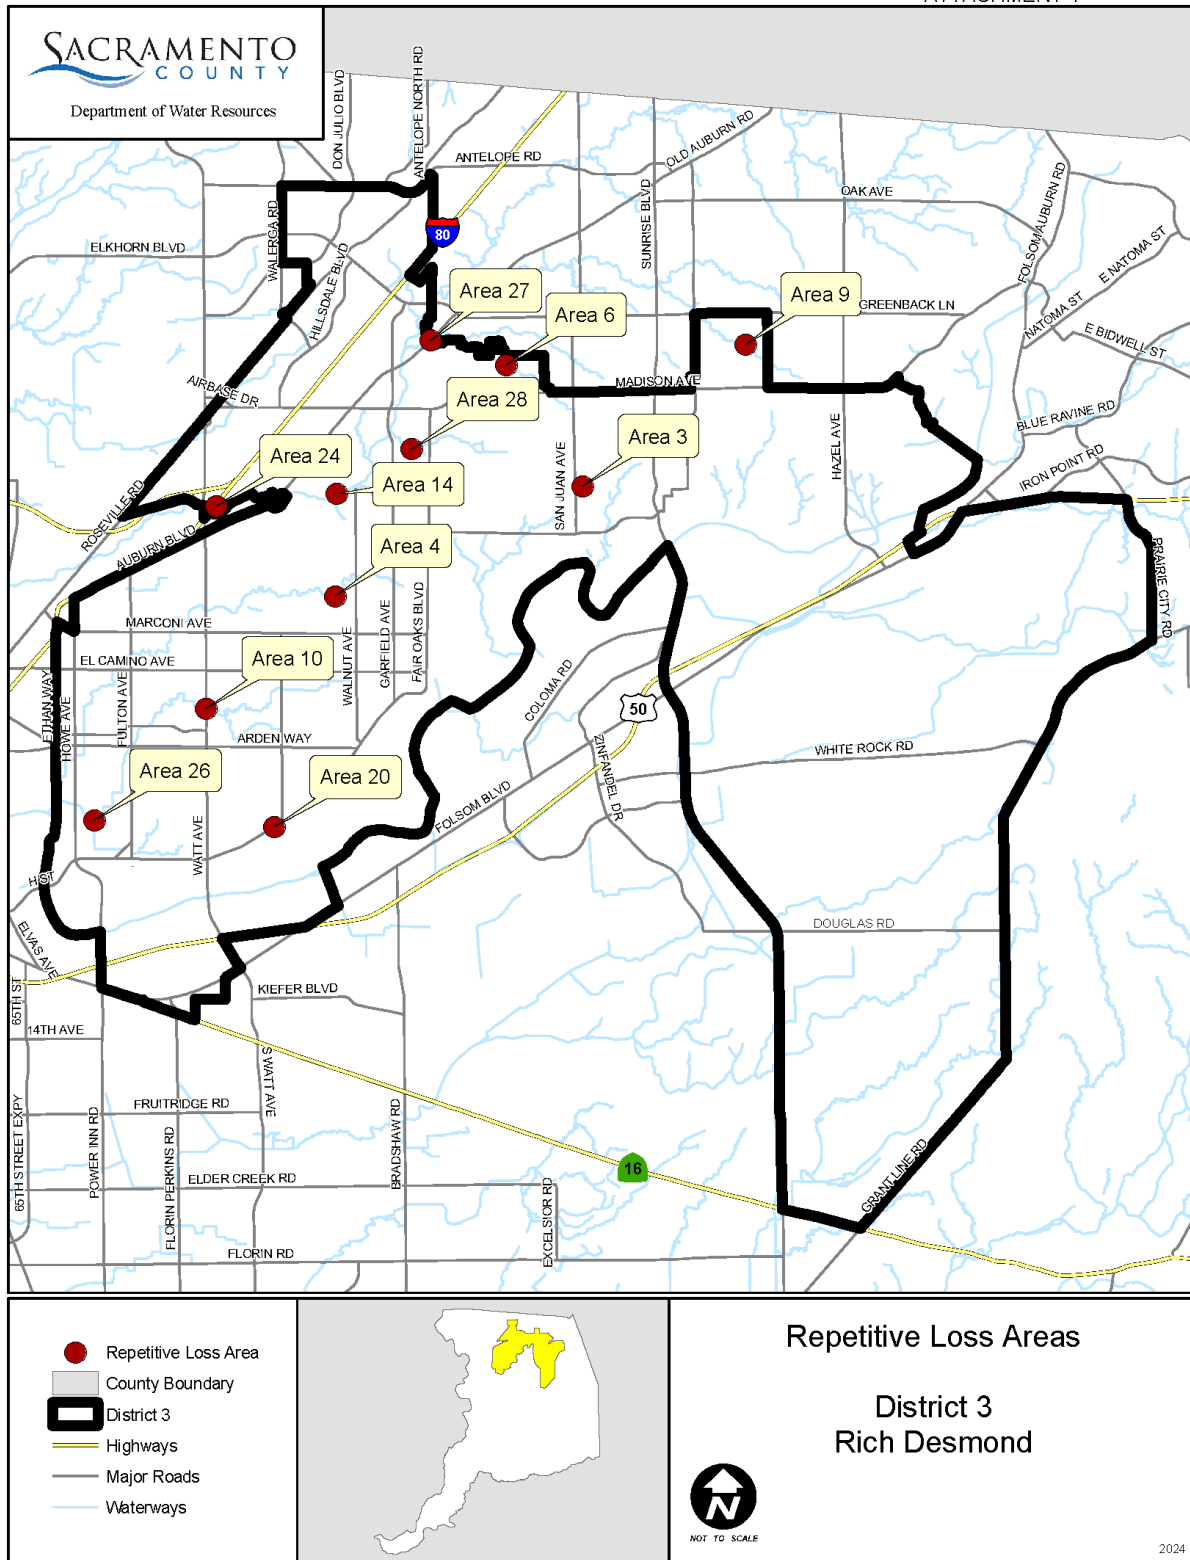 SACRAMENTO
COUNTY
Department of Water Resources
DON JULIO BLVD
ANTELOPE NORTH RD
ANTELOPE RD
OLD AUBURN RD
SUNRISE BLVD
OAK AVE
FOLSOM AUBURN RD
E NATOMA ST
NATOMA ST
E BIDWELL ST
ELKHORN BLVD
WALERGA RD
HILLSDALE BLVD
80
Area 27
Area 6
Area 9
GREENBACK LN
AIRBASE DR
MADISON AVE
Area 28
Area 3
HAZEL AVE
BLUE RAVINE RD
IRON POINT RD
SAN JUAN AVE
Area 24
Area 14
ROSEVILLE RD
AUBURN BLVD
Area 4
PRAIRIE CITY RD
MARCONI AVE
EL CAMINO AVE
Area 10
WALNUT AVE
GARFIELD AVE
FAIR OAKS BLVD
COLOMA RD
ETHAN WAY
HOWE AVE
FULTON AVE
ARDEN WAY
50
ZINFANDEL DR
WHITE ROCK RD
Area 26
Area 20
FOLSOM BLVD
WATT AVE
H ST
ELVAS AVE
DOUGLAS RD
65TH ST
KIEFER BLVD
14TH AVE
S WATT AVE
FRUITRIDGE RD
65TH STREET EXPY
POWER INN RD
FLORIN PERKINS RD
BRADSHAW RD
ELDER CREEK RD
EXCELSIOR RD
16
GRANT LINE RD
FLORIN RD
Repetitive Loss Area
County Boundary
District 3
Highways
Major Roads
Waterways
Repetitive Loss Areas
District 3
Rich Desmond
N
NOT TO SCALE
2024